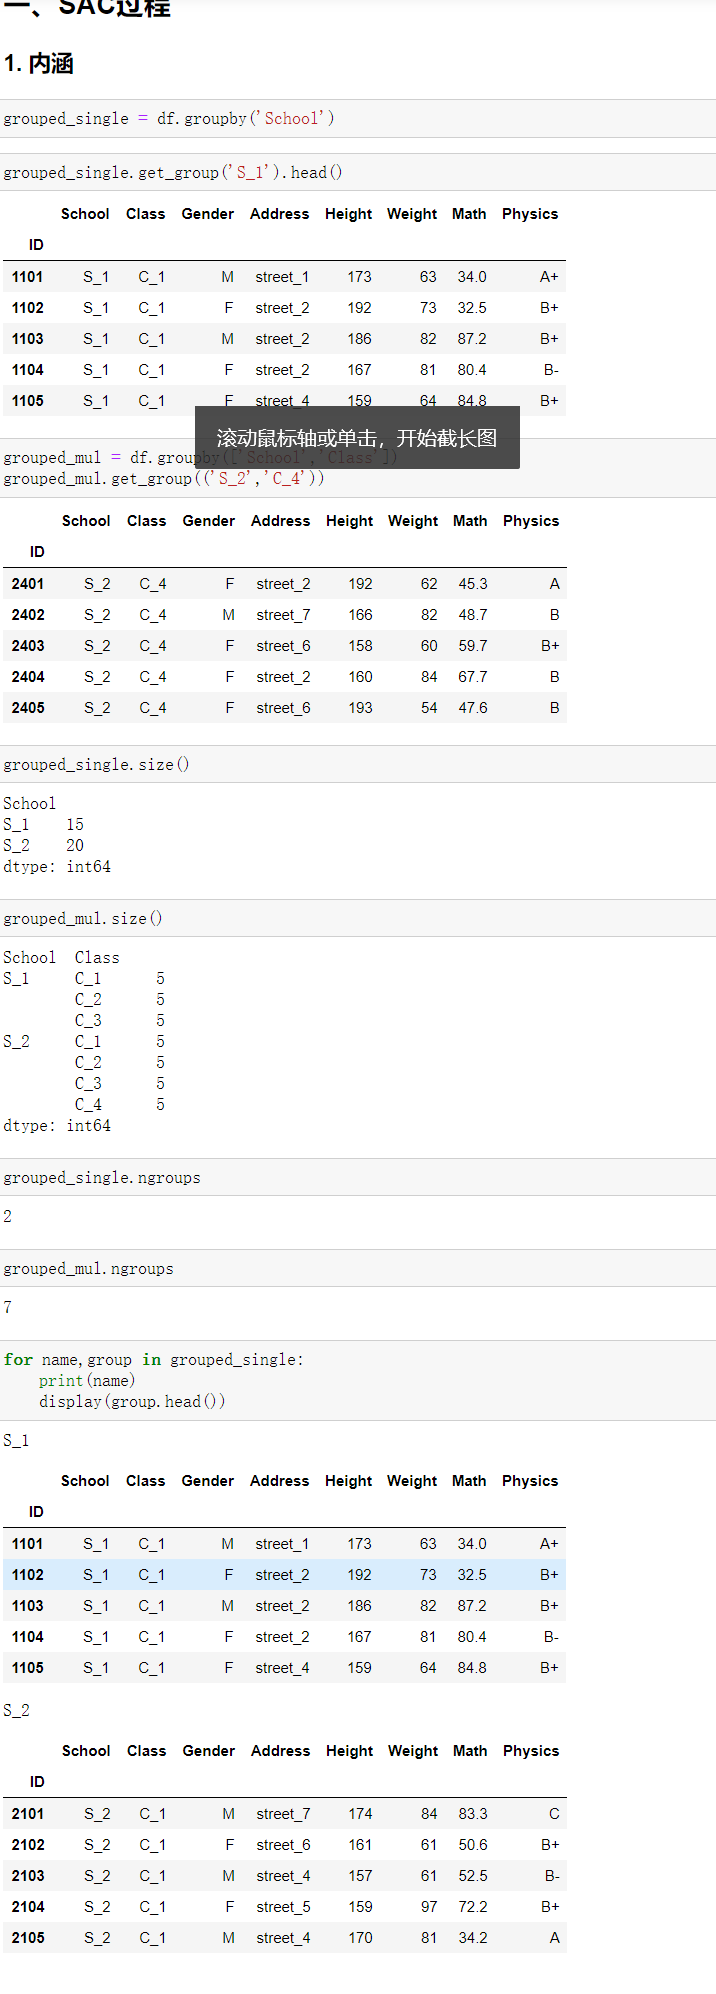 一、SAC过程
1. 内涵
grouped_single = df.groupby('School')
grouped_single.get_group('S_1').head()
School Class Gender Address Height Weight Math Physics
ID
1101 S_1 C_1 M street_1 173 63 34.0 A+
1102 S_1 C_1 F street_2 192 73 32.5 B+
1103 S_1 C_1 M street_2 186 82 87.2 B+
1104 S_1 C_1 F street_2 167 81 80.4 B-
1105 S_1 C_1 F street_4 159 64 84.8 B+
滚动鼠标轴或单击，开始截长图
grouped_mul = df.groupby(['School','Class'])
grouped_mul.get_group(('S_2','C_4'))
School Class Gender Address Height Weight Math Physics
ID
2401 S_2 C_4 F street_2 192 62 45.3 A
2402 S_2 C_4 M street_7 166 82 48.7 B
2403 S_2 C_4 F street_6 158 60 59.7 B+
2404 S_2 C_4 F street_2 160 84 67.7 B
2405 S_2 C_4 F street_6 193 54 47.6 B
grouped_single.size()
School
S_1 15
S_2 20
dtype: int64
grouped_mul.size()
School Class
S_1 C_1 5
C_2 5
C_3 5
S_2 C_1 5
C_2 5
C_3 5
C_4 5
dtype: int64
grouped_single.ngroups
2
grouped_mul.ngroups
7
for name,group in grouped_single:
print(name)
display(group.head())
S_1
School Class Gender Address Height Weight Math Physics
ID
1101 S_1 C_1 M street_1 173 63 34.0 A+
1102 S_1 C_1 F street_2 192 73 32.5 B+
1103 S_1 C_1 M street_2 186 82 87.2 B+
1104 S_1 C_1 F street_2 167 81 80.4 B-
1105 S_1 C_1 F street_4 159 64 84.8 B+
S_2
School Class Gender Address Height Weight Math Physics
ID
2101 S_2 C_1 M street_7 174 84 83.3 C
2102 S_2 C_1 F street_6 161 61 50.6 B+
2103 S_2 C_1 M street_4 157 61 52.5 B-
2104 S_2 C_1 F street_5 159 97 72.2 B+
2105 S_2 C_1 M street_4 170 81 34.2 A